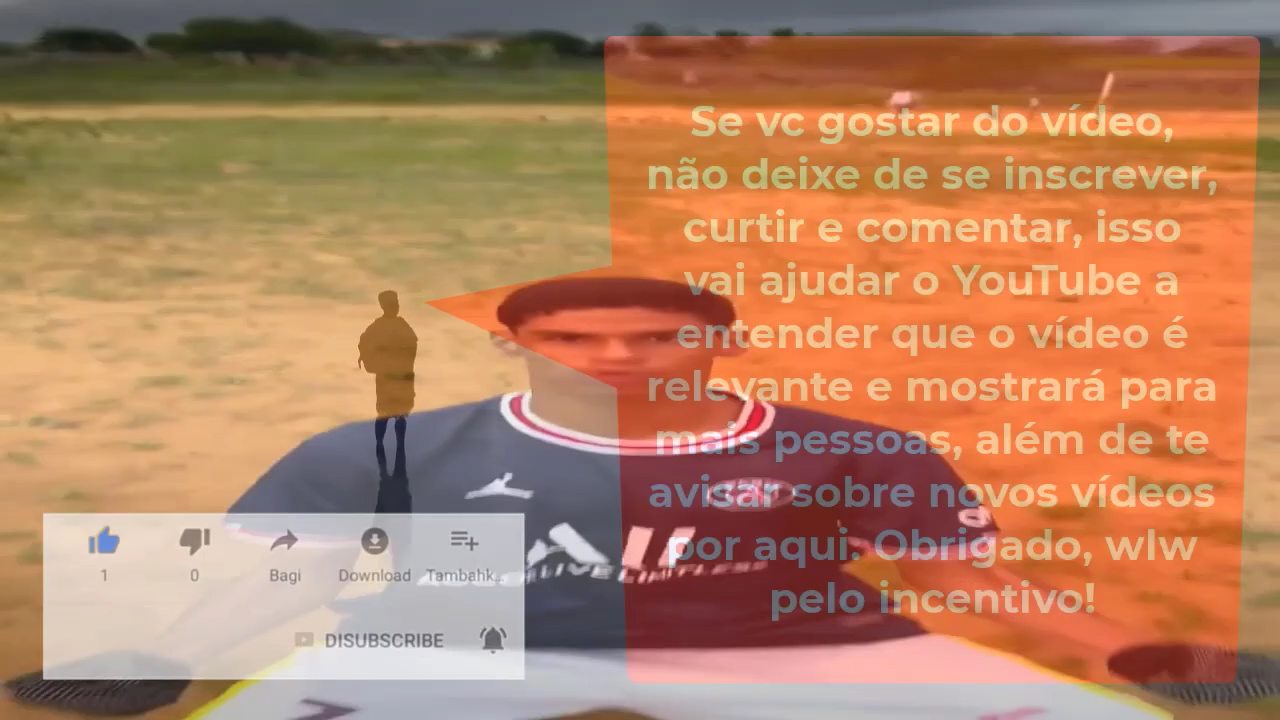 Se vc gostar do vídeo,
não deixe de se inscrever,
curtir e comentar, isso
vai ajudar o YouTube a
entender que o vídeo é
relevante e mostrará para
mais pessoas, além de te
avisar sobre novos vídeos
por aqui. Obrigado, wlw
pelo incentivo!
1 0 Bagi Download Tambahk..
DISUBSCRIBE